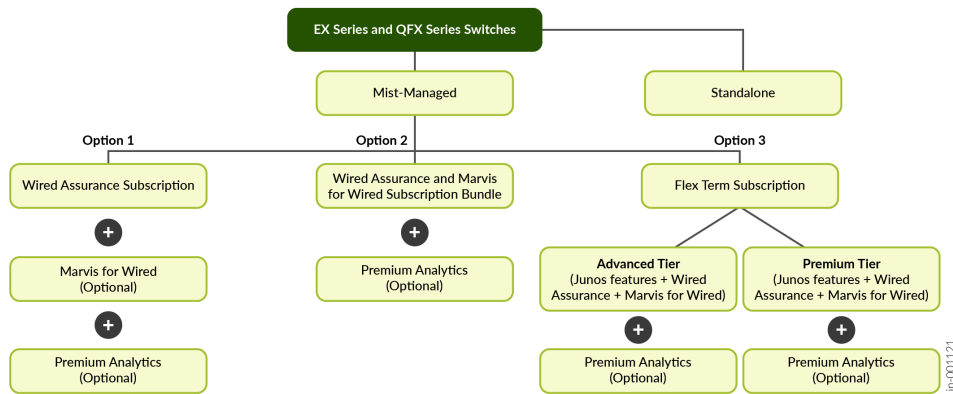 EX Series and QFX Series Switches
Mist-Managed
Standalone
Option 1
Option 2
Option 3
Wired Assurance Subscription
Wired Assurance and Marvis
for Wired Subscription Bundle
Flex Term Subscription
+
+
Marvis for Wired
(Optional)
Premium Analytics
(Optional)
Advanced Tier
(Junos features + Wired
Assurance + Marvis for Wired)
Premium Tier
(Junos features + Wired
Assurance + Marvis for Wired)
+
+
+
Premium Analytics
(Optional)
Premium Analytics
(Optional)
Premium Analytics
(Optional)
jn-001121